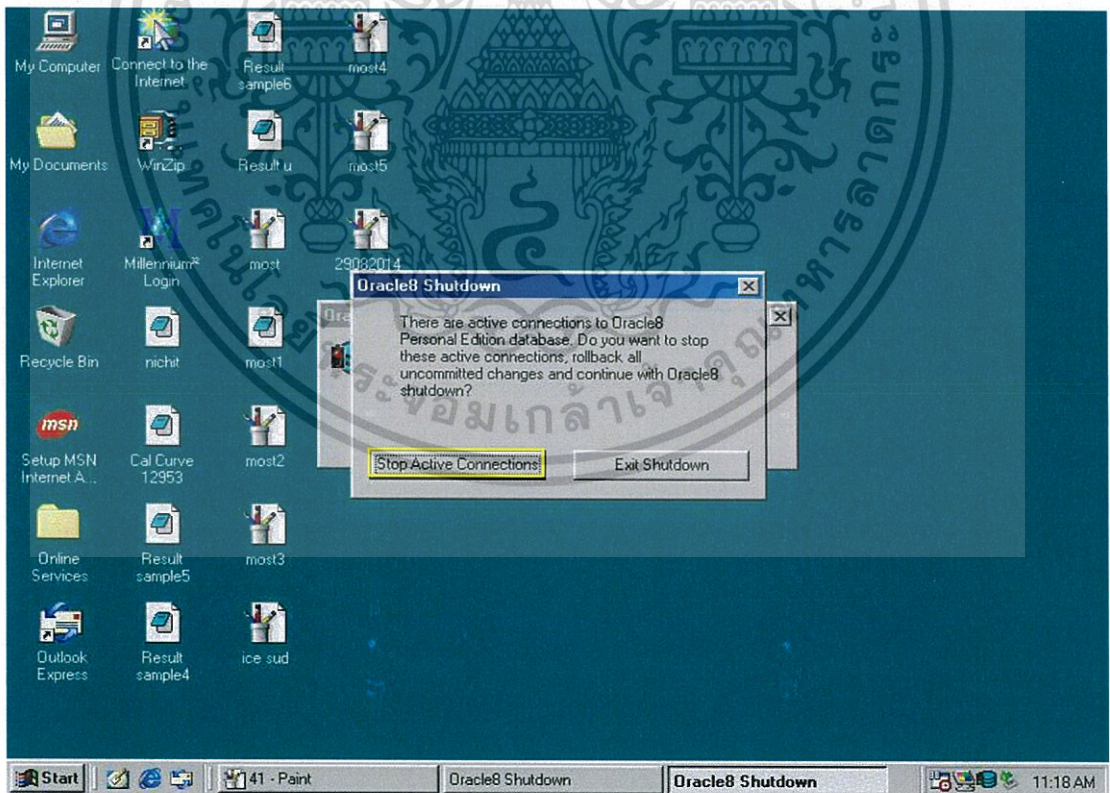 My Computer
Connect to the
Internet
Result
sample6
most4
My Documents
WinZip
Result u
most5
Internet
Explorer
Millennium³²
Login
most
29082014
Recycle Bin
nichit
most1
msn
Setup MSN
Internet A...
Cal Curve
12953
most2
Online
Services
Result
sample5
most3
Outlook
Express
Result
sample4
ice sud
Ora
Oracle8 Shutdown
There are active connections to Oracle8
Personal Edition database. Do you want to stop
these active connections, rollback all
uncommitted changes and continue with Oracle8
shutdown?
Stop Active Connections
Exit Shutdown
Start
41 - Paint
Oracle8 Shutdown
Oracle8 Shutdown
11:18 AM